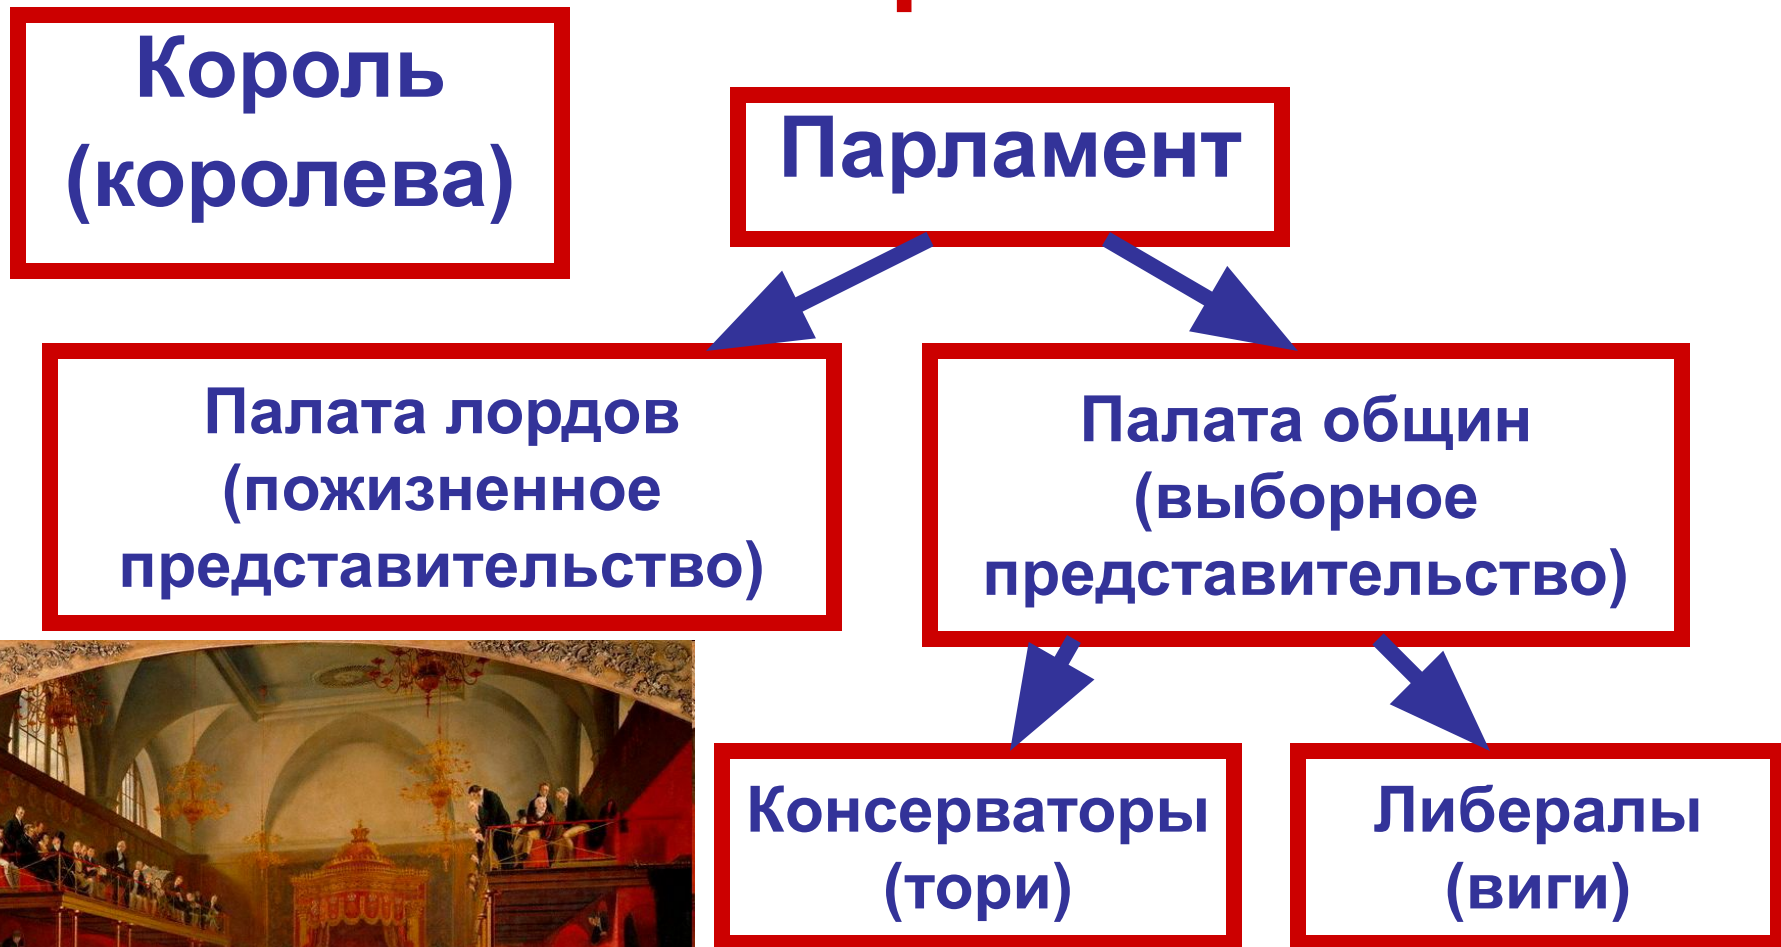 Король
(королева)
Парламент
Палата лордов
(пожизненное
представительство)
Палата общин
(выборное
представительство)
Консерваторы
(тори)
Либералы
(виги)